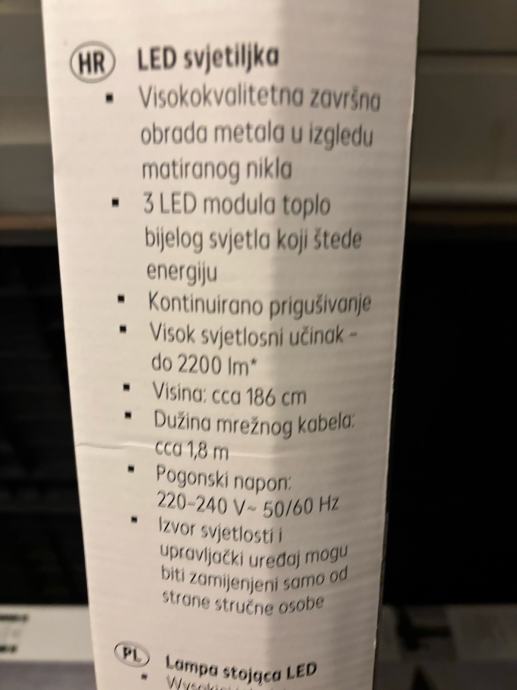 HR LED svjetiljka
▪ Visokokvalitetna završna
obrada metala u izgledu
matiranog nikla
▪ 3 LED modula toplo
bijelog svjetla koji štede
energiju
▪ Kontinuirano prigušivanje
▪ Visok svjetlosni učinak –
do 2200 lm*
▪ Visina: cca 186 cm
▪ Dužina mrežnog kabela:
cca 1,8 m
▪ Pogonski napon:
220-240 V~ 50/60 Hz
▪ Izvor svjetlosti i
upravljački uređaj mogu
biti zamijenjeni samo od
strane stručne osobe
PL Lampa stojąca LED